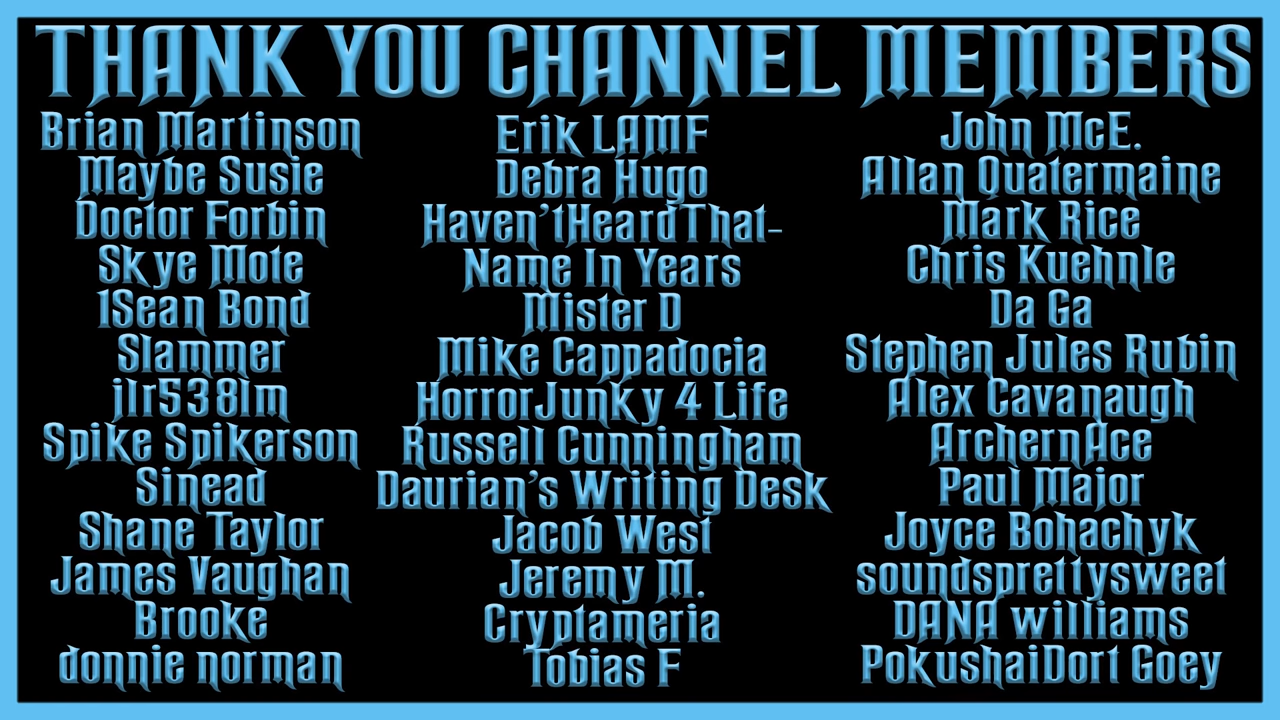 THANK YOU CHANNEL MEMBERS
Brian Martinson
Maybe Susie
Doctor Forbin
Skye Mote
1Sean Bond
Slammer
jlr538lm
Spike Spikerson
Sinead
Shane Taylor
James Vaughan
Brooke
donnie norman
Erik LAMF
Debra Hugo
Haven'tHeardThat-
Name In Years
Mister D
Mike Cappadocia
HorrorJunky 4 Life
Russell Cunningham
Daurian's Writing Desk
Jacob West
Jeremy M.
Cryptameria
Tobias F
John McE.
Allan Quatermaine
Mark Rice
Chris Kuehnle
Da Ga
Stephen Jules Rubin
Alex Cavanaugh
ArchernAce
Paul Major
Joyce Bohachyk
soundsprettysweet
DANA williams
PokushaiDort Goey